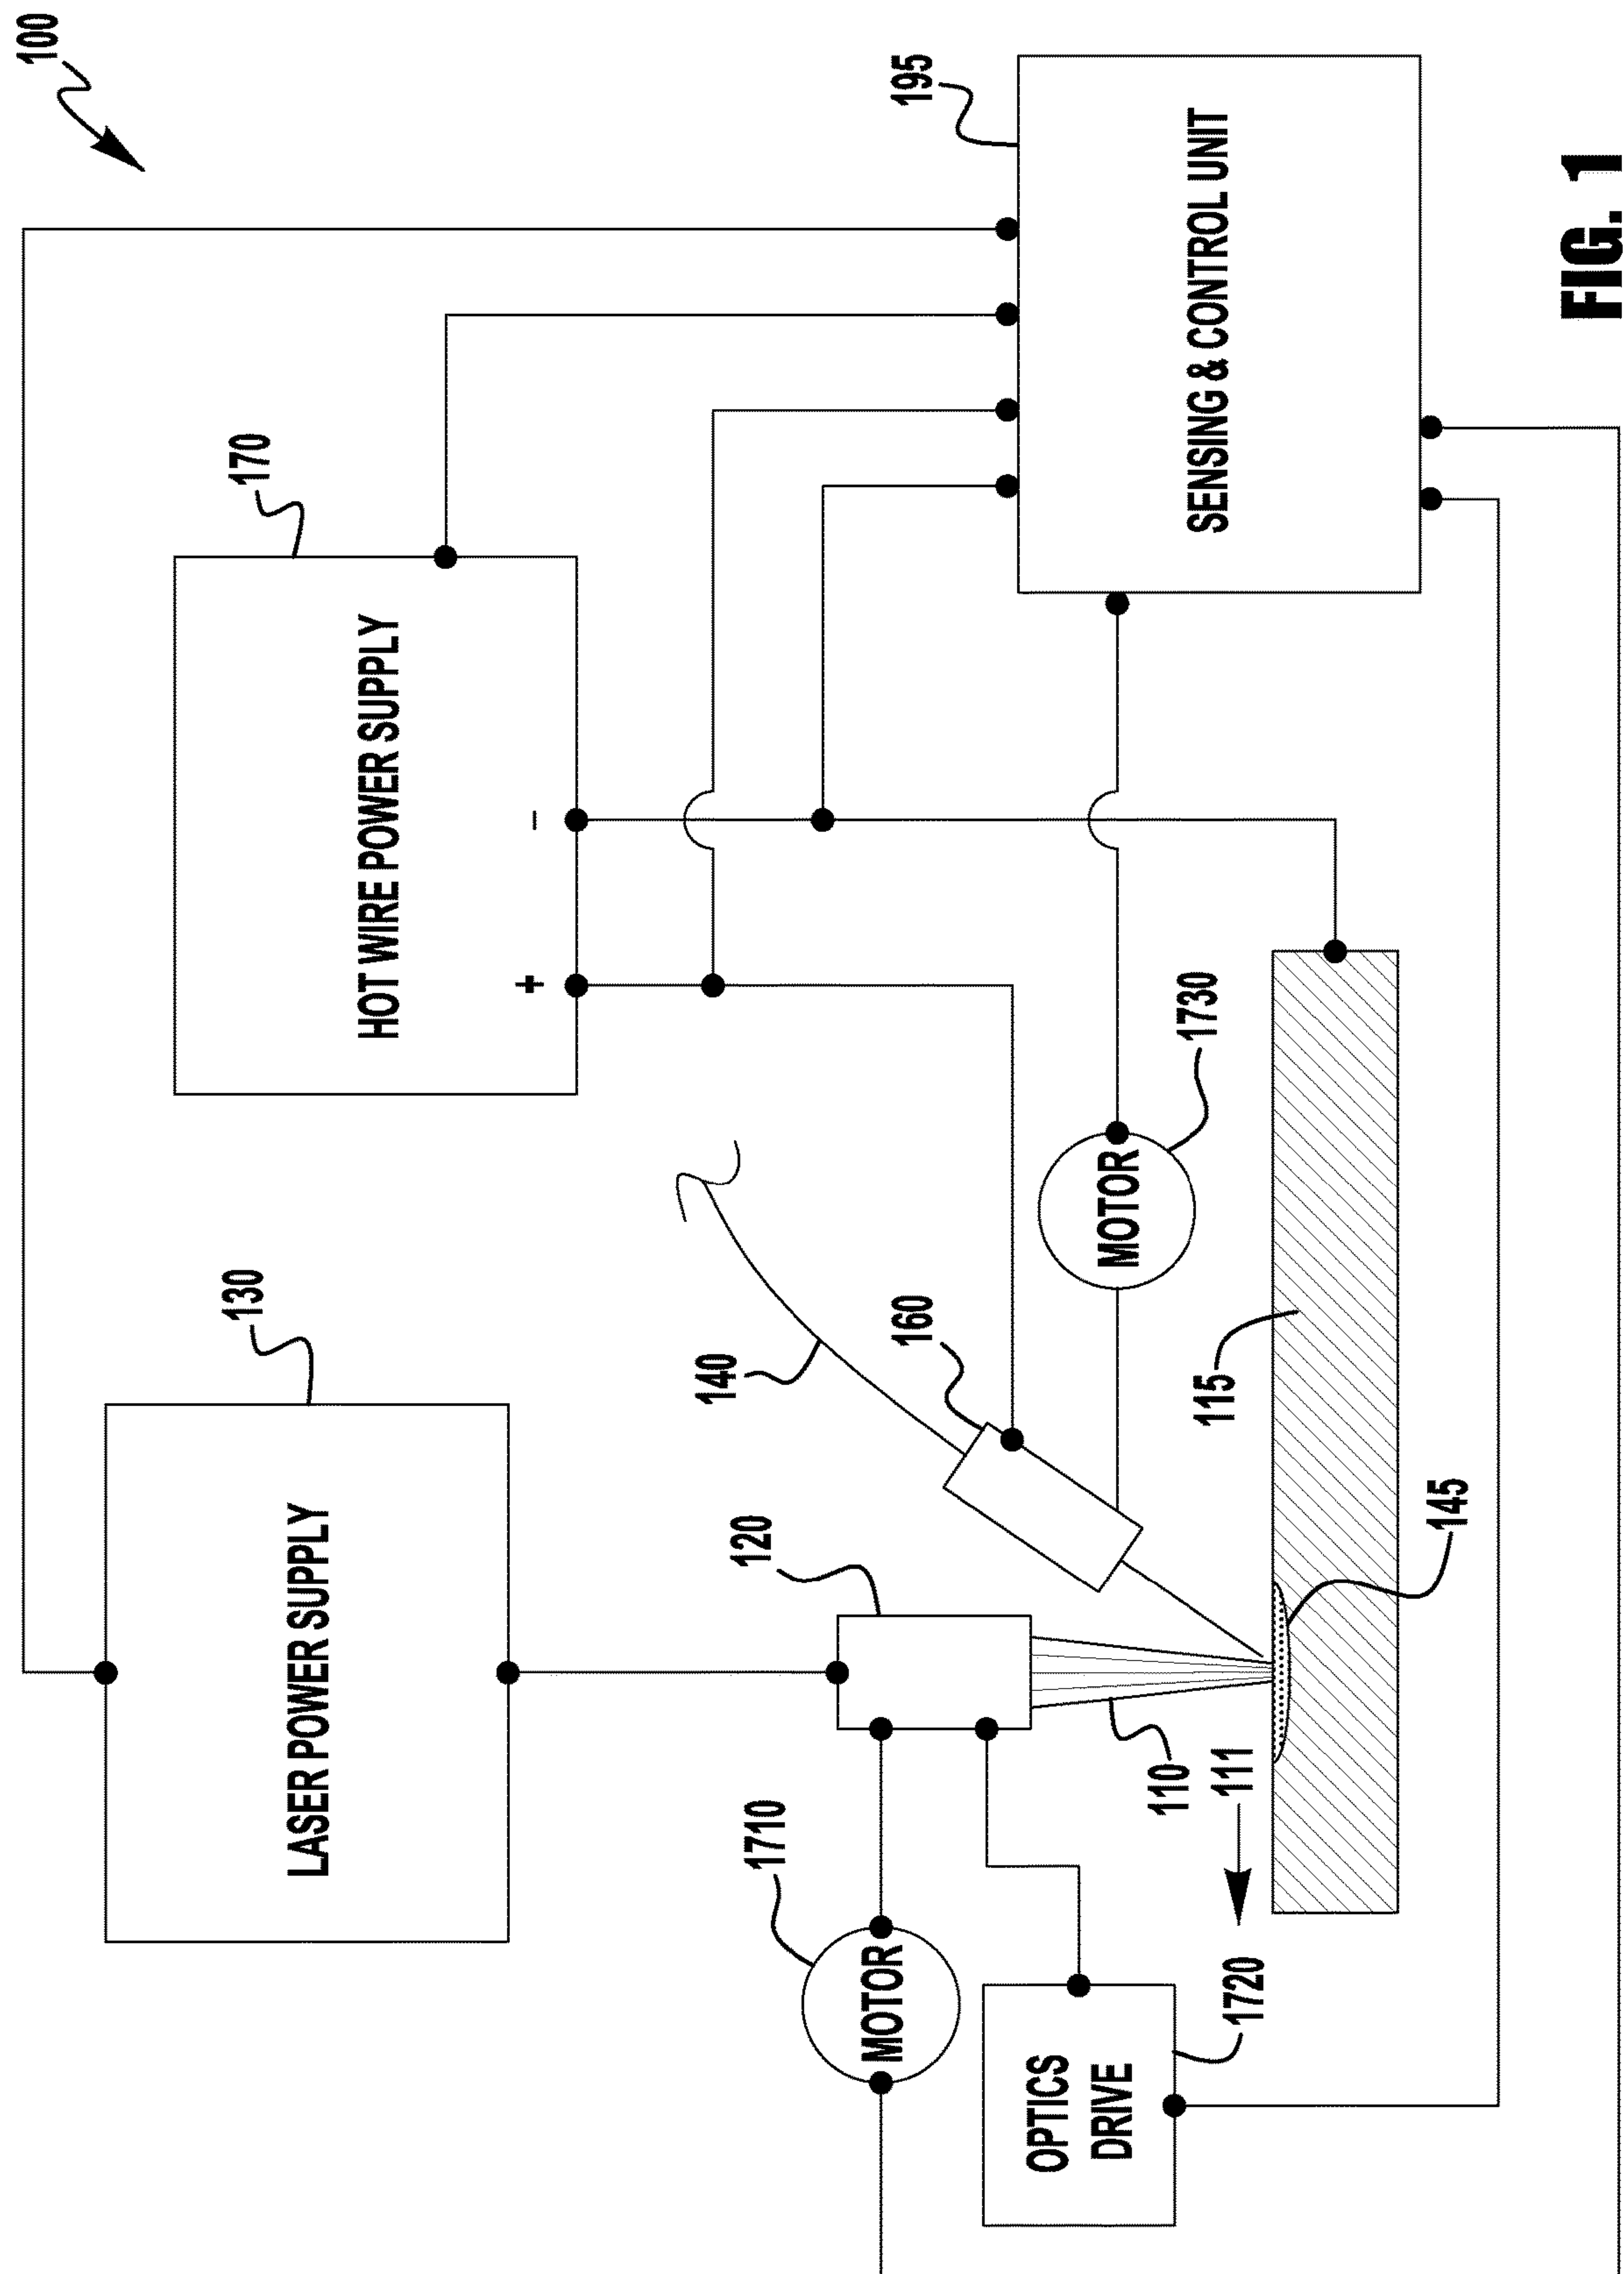 100
LASER POWER SUPPLY
130
HOT WIRE POWER SUPPLY
170
+
−
195
SENSING & CONTROL UNIT
140
120
160
1710
MOTOR
OPTICS
DRIVE
1720
110
111
MOTOR
1730
115
145
FIG. 1